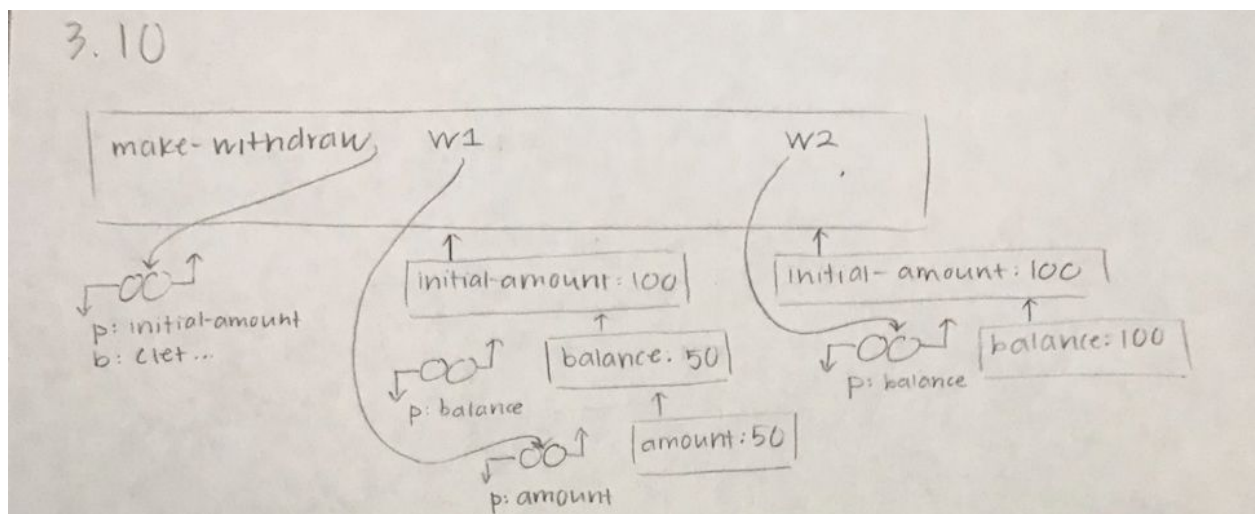 3.10
make-withdraw W1 W2
initial-amount: 100
initial-amount: 100
p: initial-amount
b: (let...
balance: 50
balance: 100
p: balance
p: balance
amount: 50
p: amount